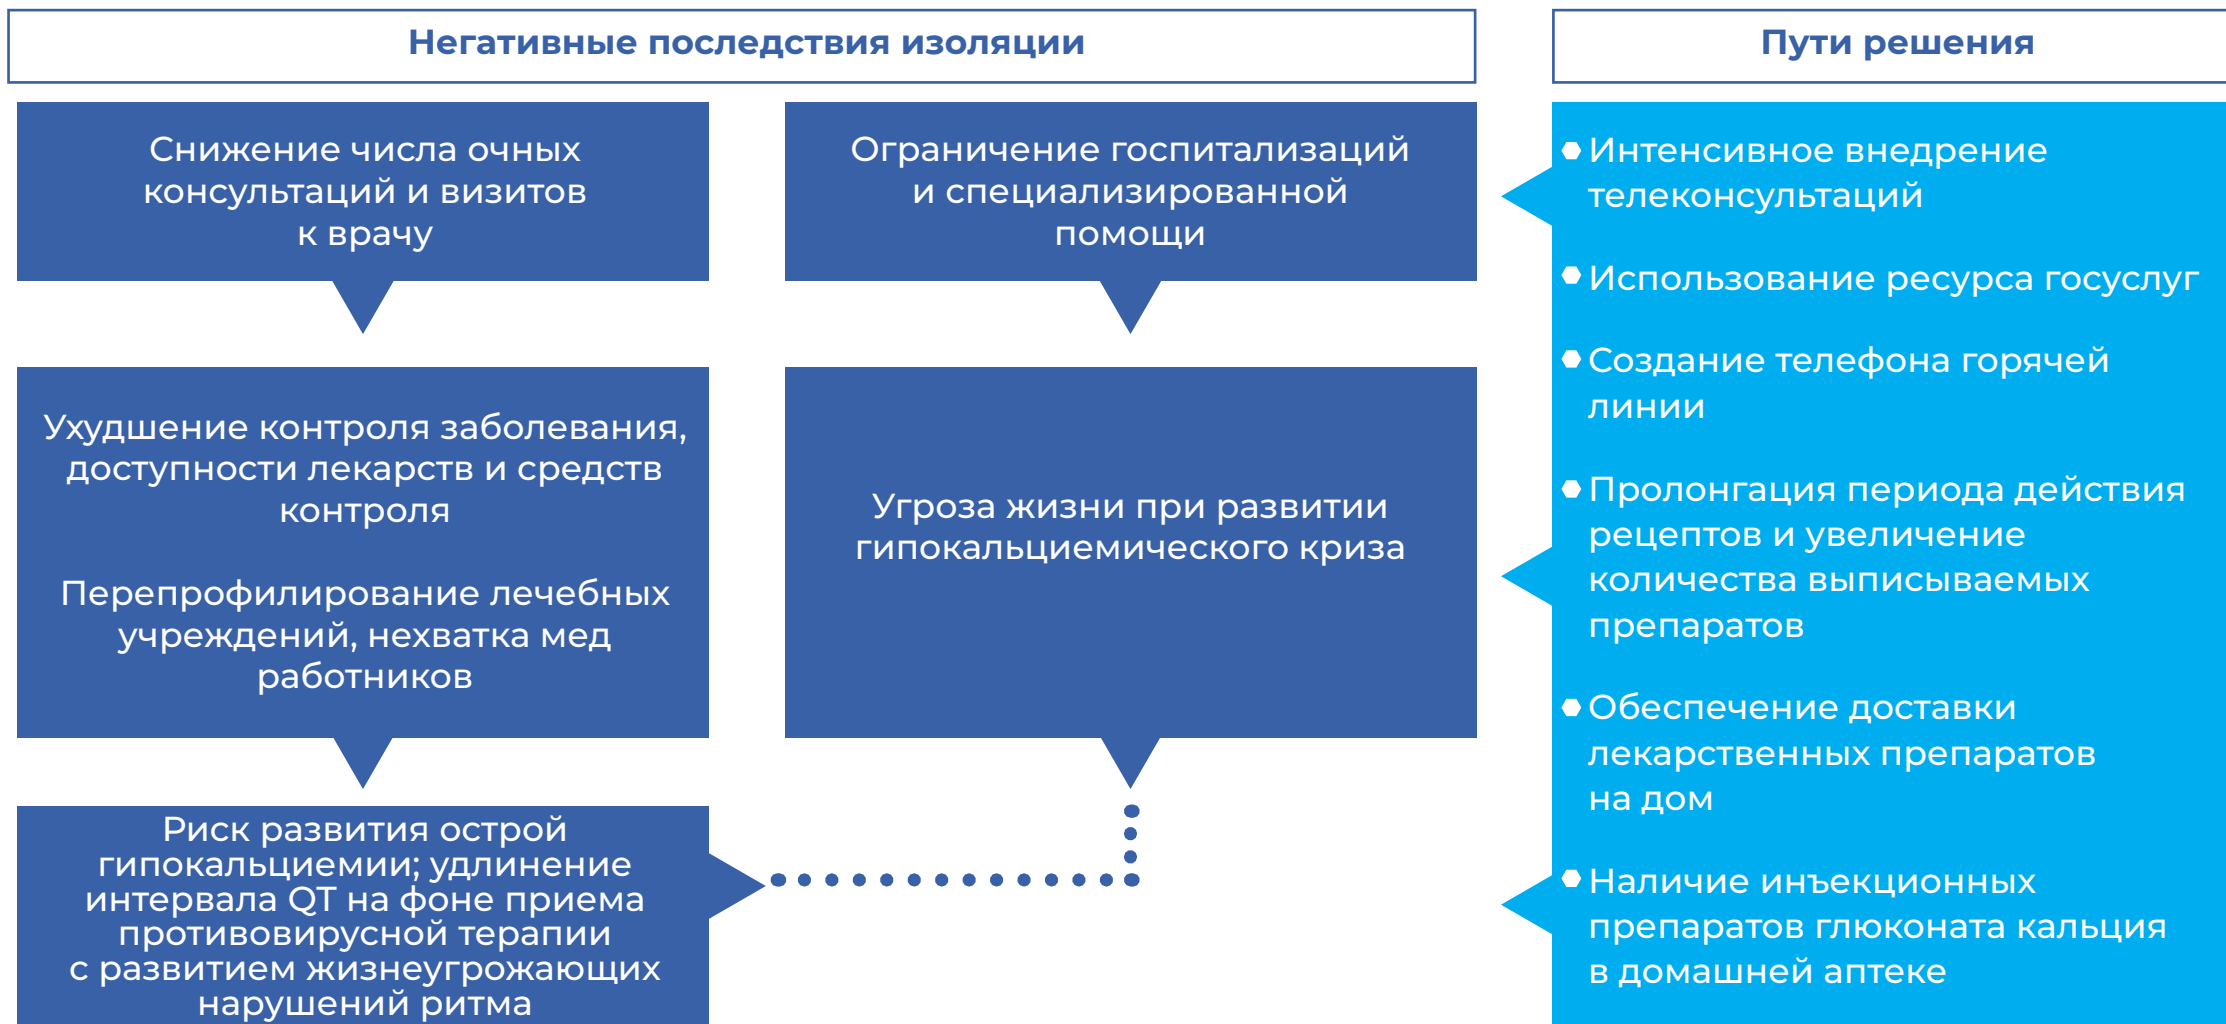 Негативные последствия изоляции
Пути решения
Снижение числа очных
консультаций и визитов
к врачу
Ограничение госпитализаций
и специализированной
помощи
Ухудшение контроля заболевания,
доступности лекарств и средств
контроля
Перепрофилирование лечебных
учреждений, нехватка мед
работников
Угроза жизни при развитии
гипокальциемического криза
Риск развития острой
гипокальциемии; удлинение
интервала QT на фоне приема
противовирусной терапии
с развитием жизнеугрожающих
нарушений ритма
Интенсивное внедрение
телеконсультаций
Использование ресурса госуслуг
Создание телефона горячей
линии
Пролонгация периода действия
рецептов и увеличение
количества выписываемых
препаратов
Обеспечение доставки
лекарственных препаратов
на дом
Наличие инъекционных
препаратов глюконата кальция
в домашней аптеке